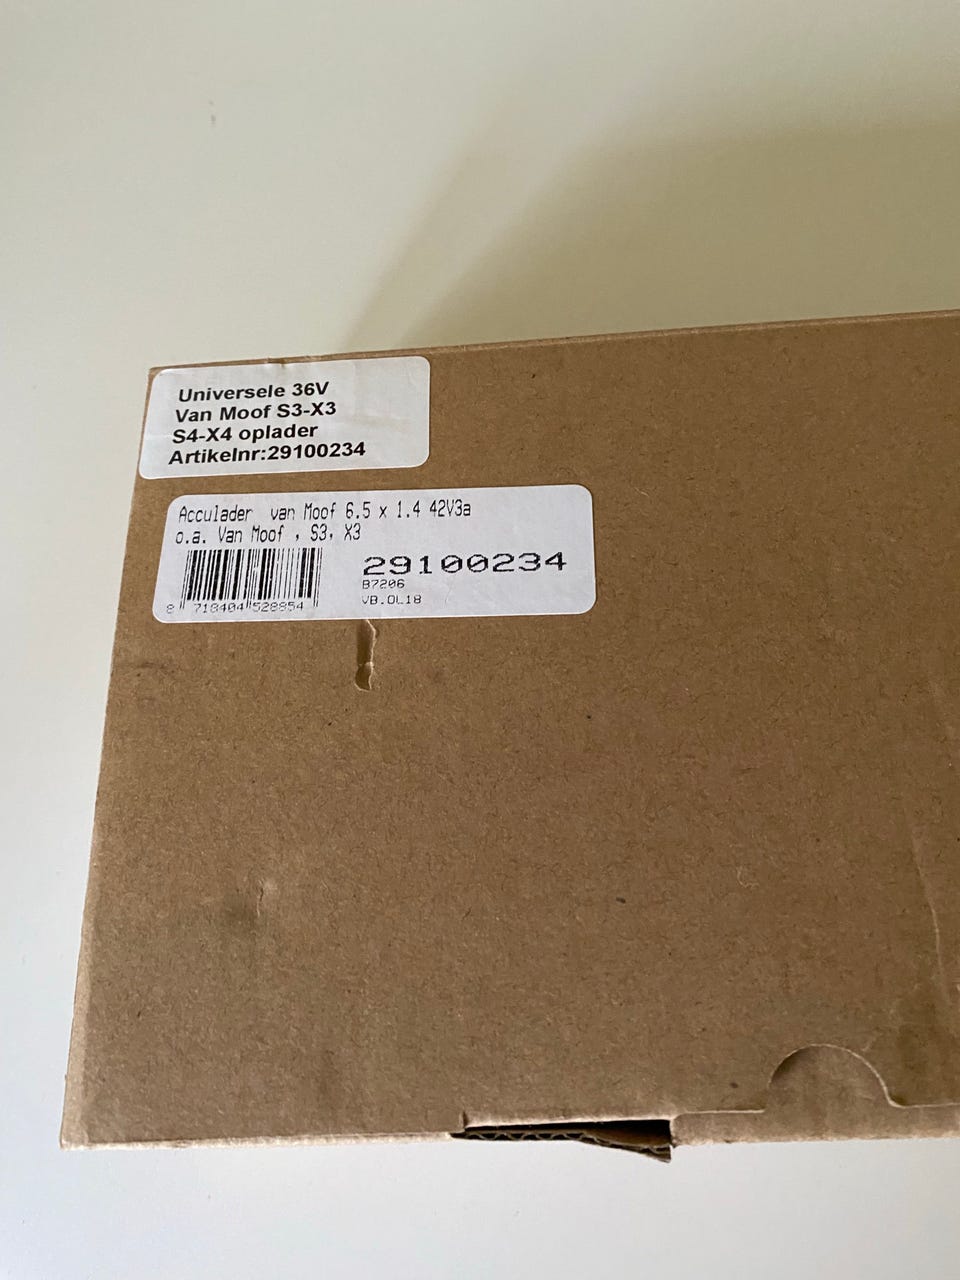 Universele 36V
Van Moof S3-X3
S4-X4 oplader
Artikelnr:29100234
Acculader van Moof 6.5 x 1.4 42V3a
o.a. Van Moof , S3, X3
29100234
B7206
VB.OL18
8 718404 528854